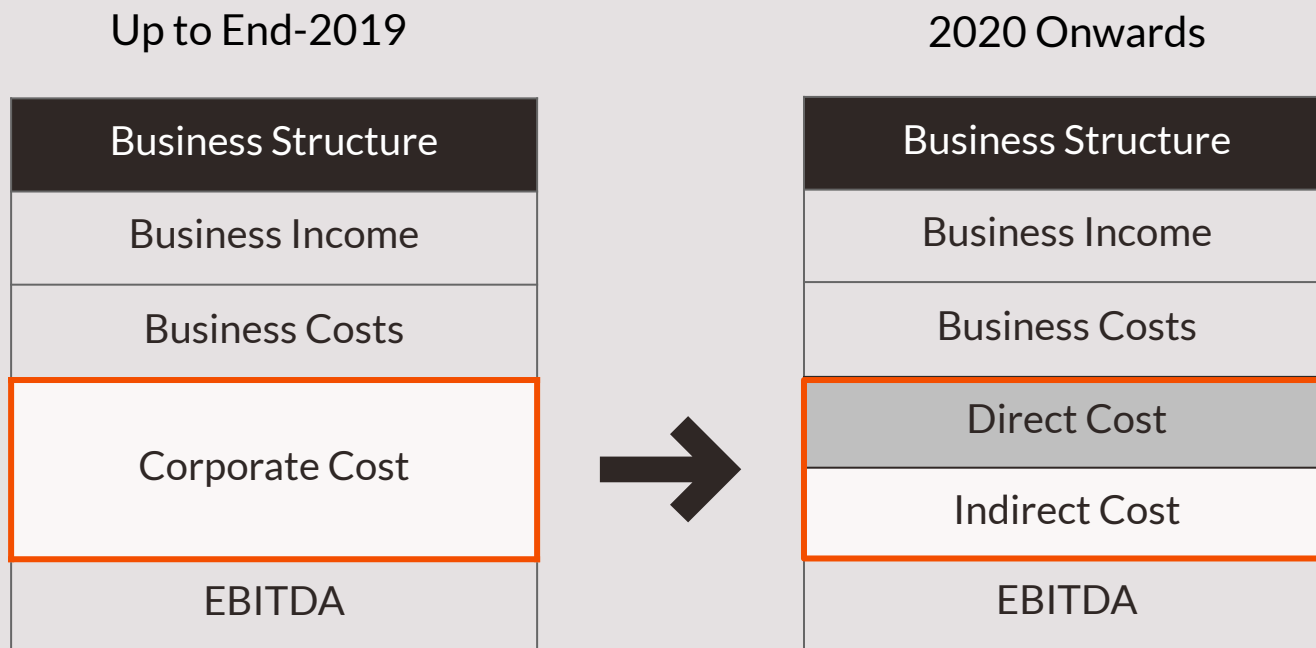 Up to End-2019
Business Structure
Business Income
Business Costs
Corporate Cost
EBITDA
2020 Onwards
Business Structure
Business Income
Business Costs
Direct Cost
Indirect Cost
EBITDA